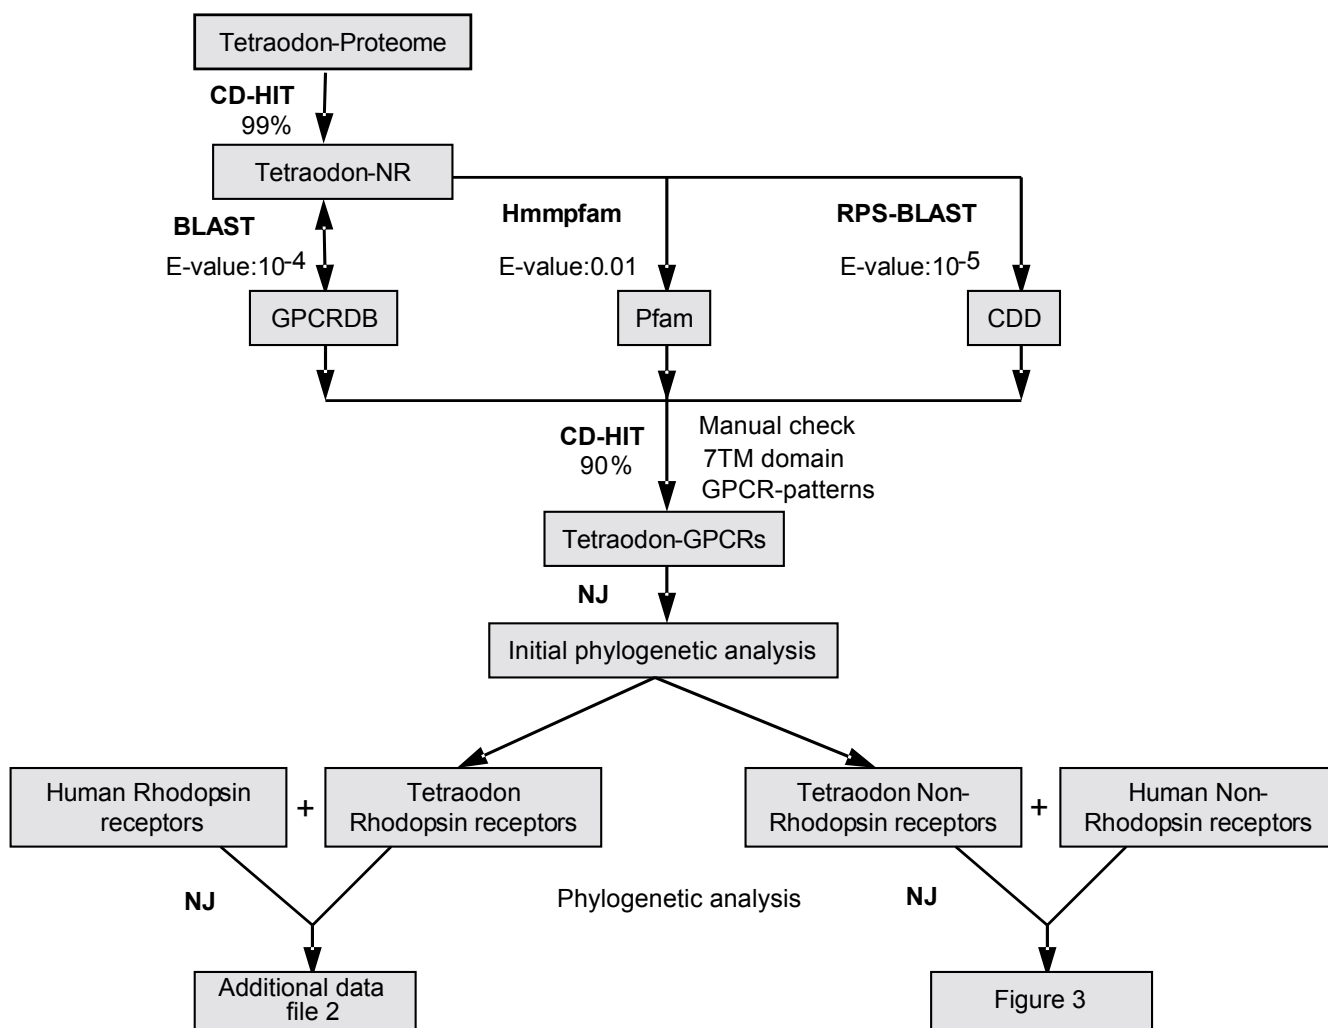 Tetraodon-Proteome
CD-HIT
99%
Tetraodon-NR
BLAST
E-value:10-4
Hmmpfam
E-value:0.01
RPS-BLAST
E-value:10-5
GPCRDB
Pfam
CDD
CD-HIT
90%
Manual check
7TM domain
GPCR-patterns
Tetraodon-GPCRs
NJ
Initial phylogenetic analysis
Human Rhodopsin
receptors
+
Tetraodon
Rhodopsin receptors
Tetraodon Non-
Rhodopsin receptors
+
Human Non-
Rhodopsin receptors
NJ
Phylogenetic analysis
NJ
Additional data
file 2
Figure 3